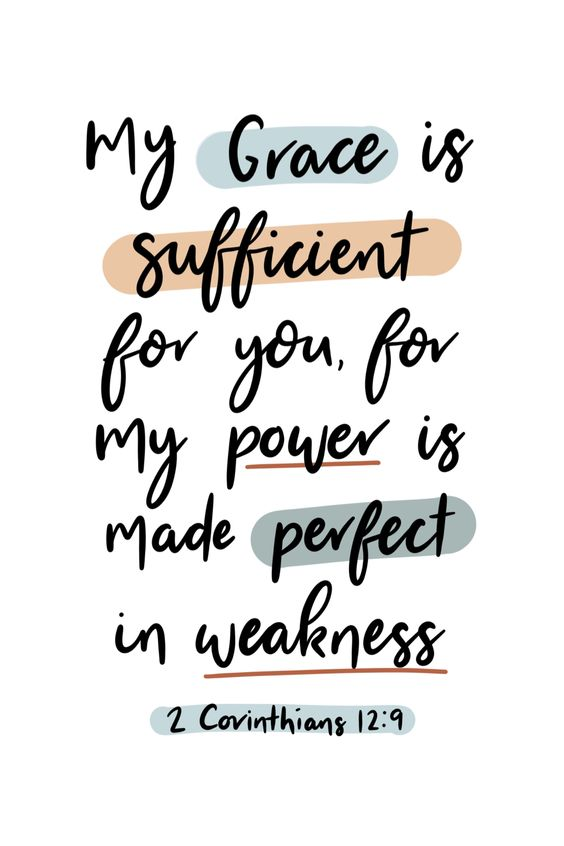 My Grace is
sufficient
for you, for
my power is
made perfect
in weakness
2 Corinthians 12:9